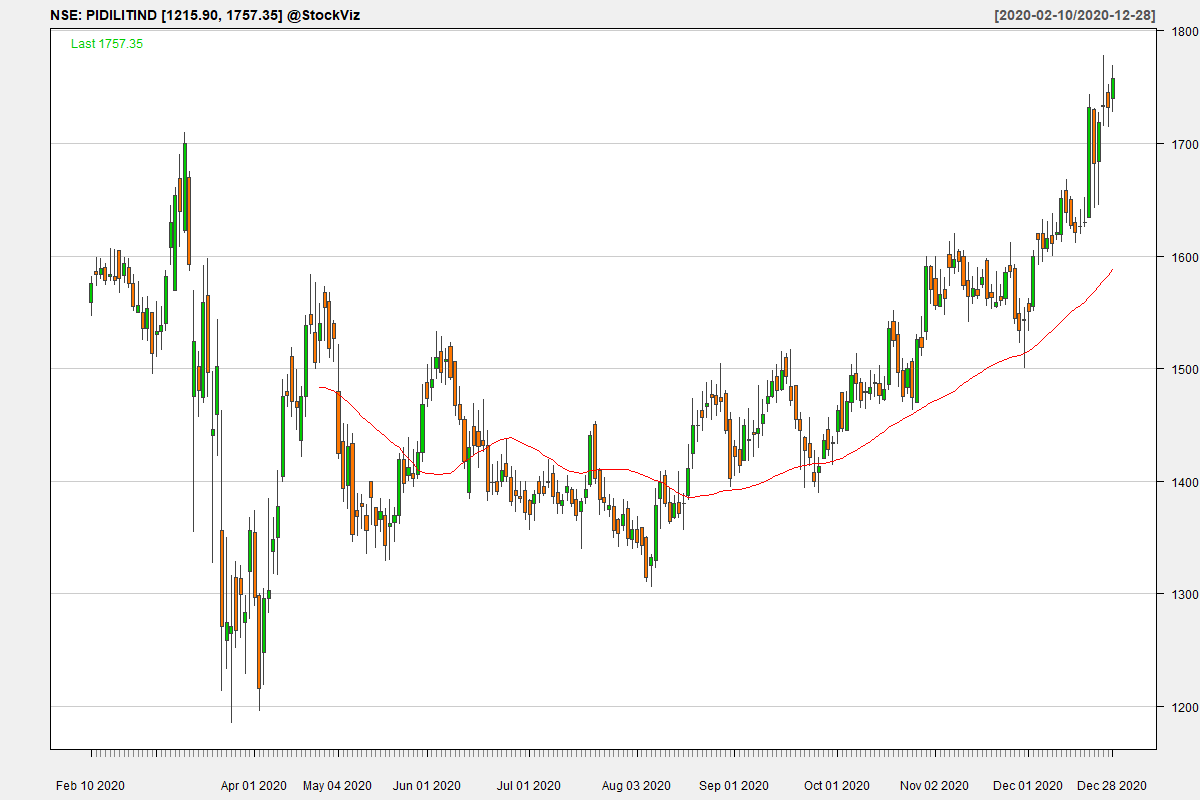 NSE: PIDILITIND [1215.90, 1757.35] @StockViz [2020-02-10/2020-12-28]
Last 1757.35
1800
1700
1600
1500
1400
1300
1200
Feb 10 2020 Apr 01 2020 May 04 2020 Jun 01 2020 Jul 01 2020 Aug 03 2020 Sep 01 2020 Oct 01 2020 Nov 02 2020 Dec 01 2020 Dec 28 2020